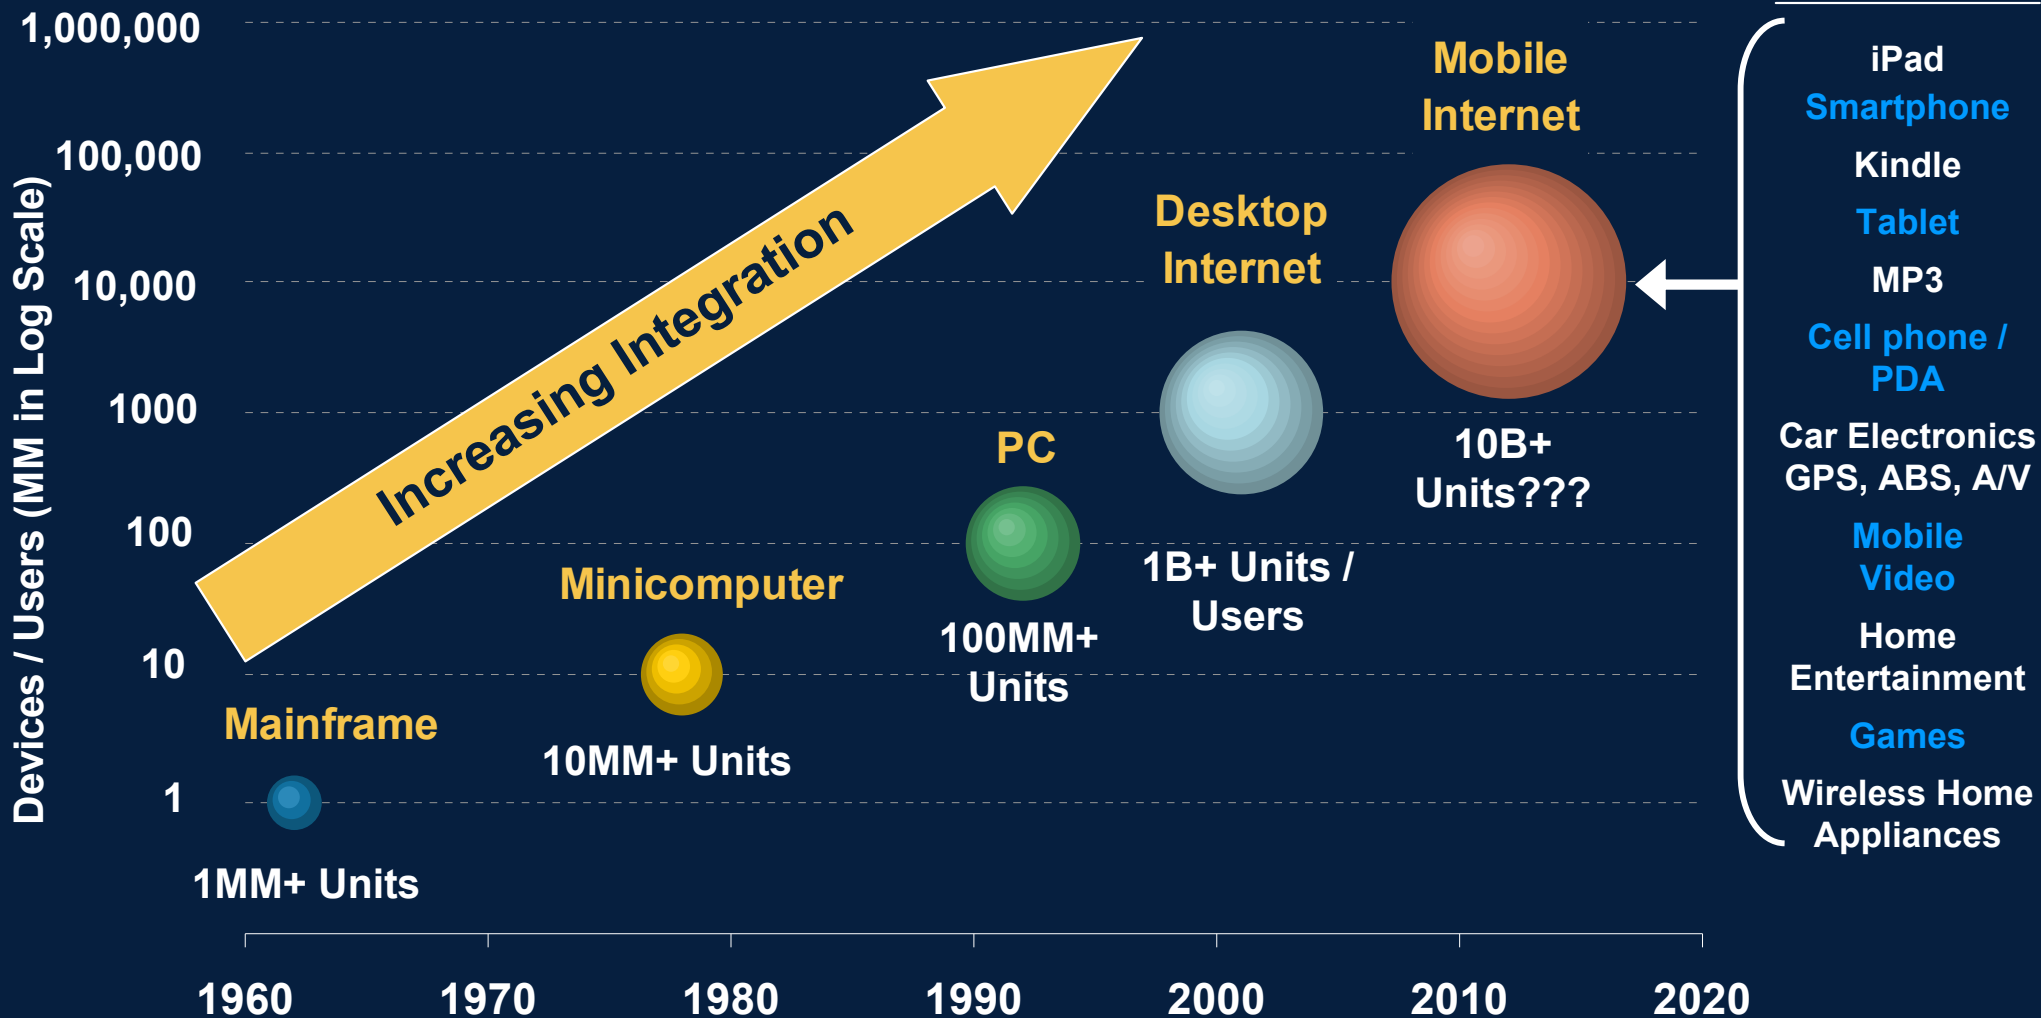 Devices / Users (MM in Log Scale)
1,000,000
100,000
10,000
1000
100
10
1
Increasing Integration
Mainframe
1MM+ Units
Minicomputer
10MM+ Units
PC
100MM+
Units
Desktop
Internet
1B+ Units /
Users
Mobile
Internet
10B+
Units???
iPad
Smartphone
Kindle
Tablet
MP3
Cell phone /
PDA
Car Electronics
GPS, ABS, A/V
Mobile
Video
Home
Entertainment
Games
Wireless Home
Appliances
1960
1970
1980
1990
2000
2010
2020